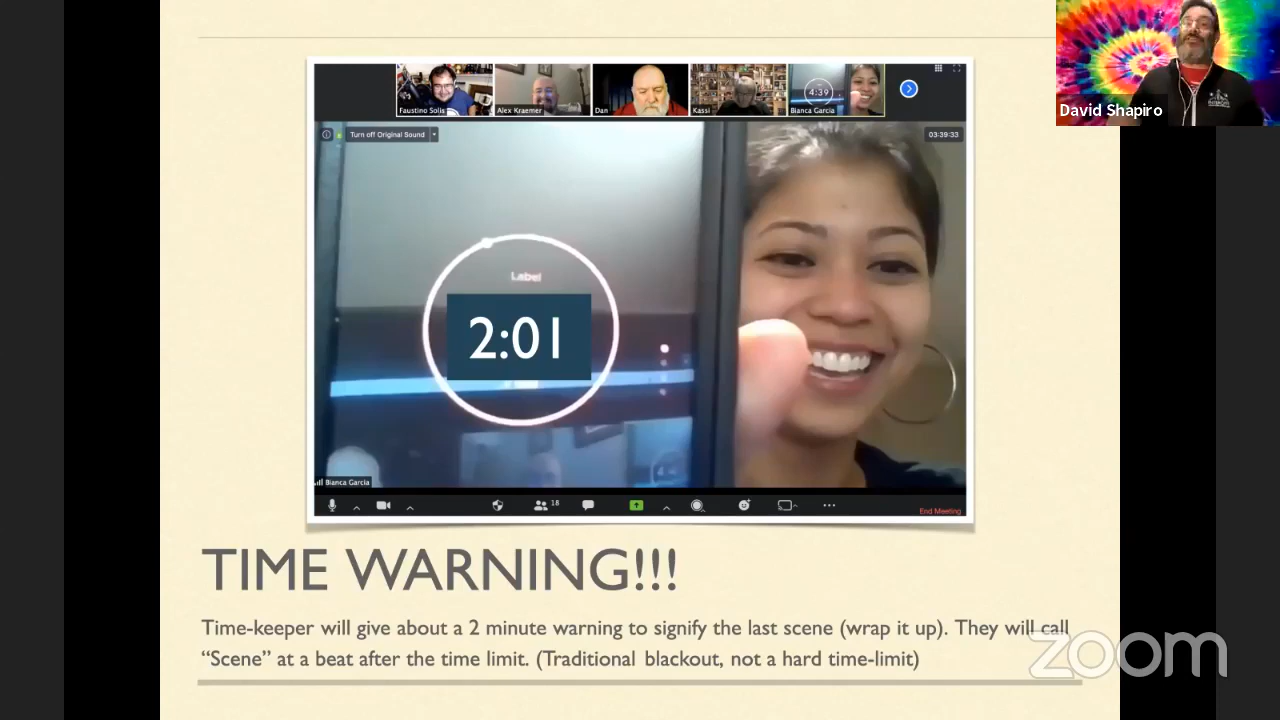 David Shapiro
Faustino Solis
Alex Kraemer
Dan
Kassi
4:39
Bianca Garcia
Turn off Original Sound
03:39:33
Label
2:01
Bianca Garcia
18
End Meeting
TIME WARNING!!!
Time-keeper will give about a 2 minute warning to signify the last scene (wrap it up). They will call
“Scene” at a beat after the time limit. (Traditional blackout, not a hard time-limit)
zoom